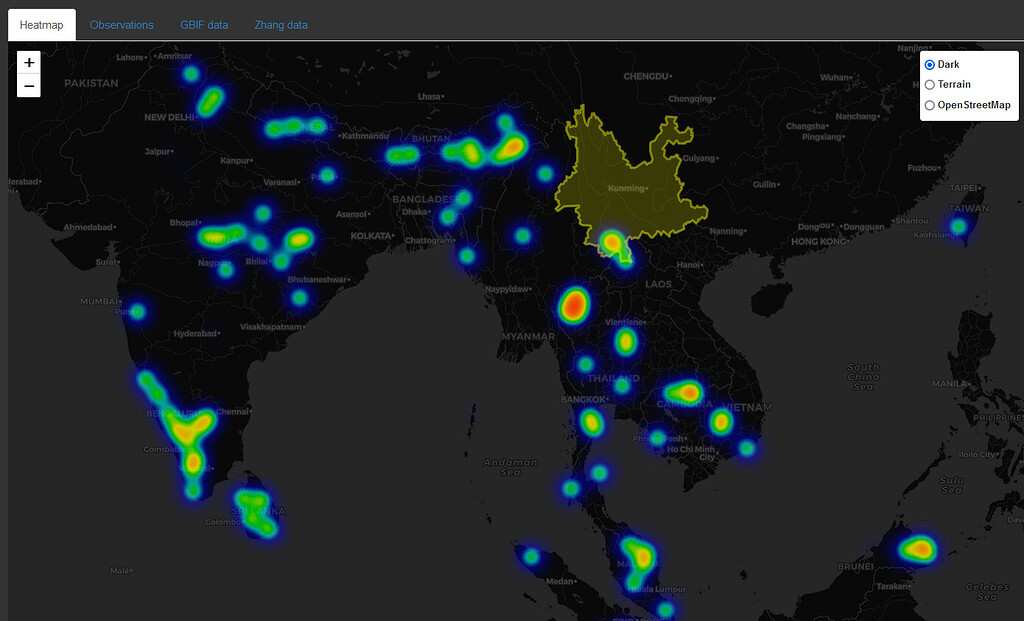 Heatmap Observations GBIF data Zhang data
+
−
Dark
Terrain
OpenStreetMap
Nanjing
Lahore
Amritsar
PAKISTAN
CHENGDU
Wuhan
Lhasa
Chongqing
NEW DELHI
Changsha
Nanchang
Pingxiang
NEPAL
Kathmandu
BHUTAN
Jaipur
Kanpur
Guiyang
Fuzhou
Varanasi
Patna
Kunming
Guilin
TAIPEI
TAIWAN
BANGLADESH
Dhaka
Asansol
Ahmedabad
Bhopal
KOLKATA
Chattogram
Nanning
Dongguan
Shantou
HONG KONG
Kaohsiung
Surat
Nagpur
Bhilai
Hanoi
Bhubaneshwar
Naypyidaw
LAOS
MUMBAI
Visakhapatnam
Hyderabad
Vientiane
MYANMAR
South
China
Sea
THAILAND
MANILA
BANGKOK
CAMBODIA
VIETNAM
Chennai
PHILIPPINES
Phnom Penh
Ho Chi Minh
City
Iloilo City
Andaman
Sea
Sulu
Sea
SRI LANKA
Colombo
Malé
BRUNEI
Medan
Kuala Lumpur
Tarakan
Celebes
Sea